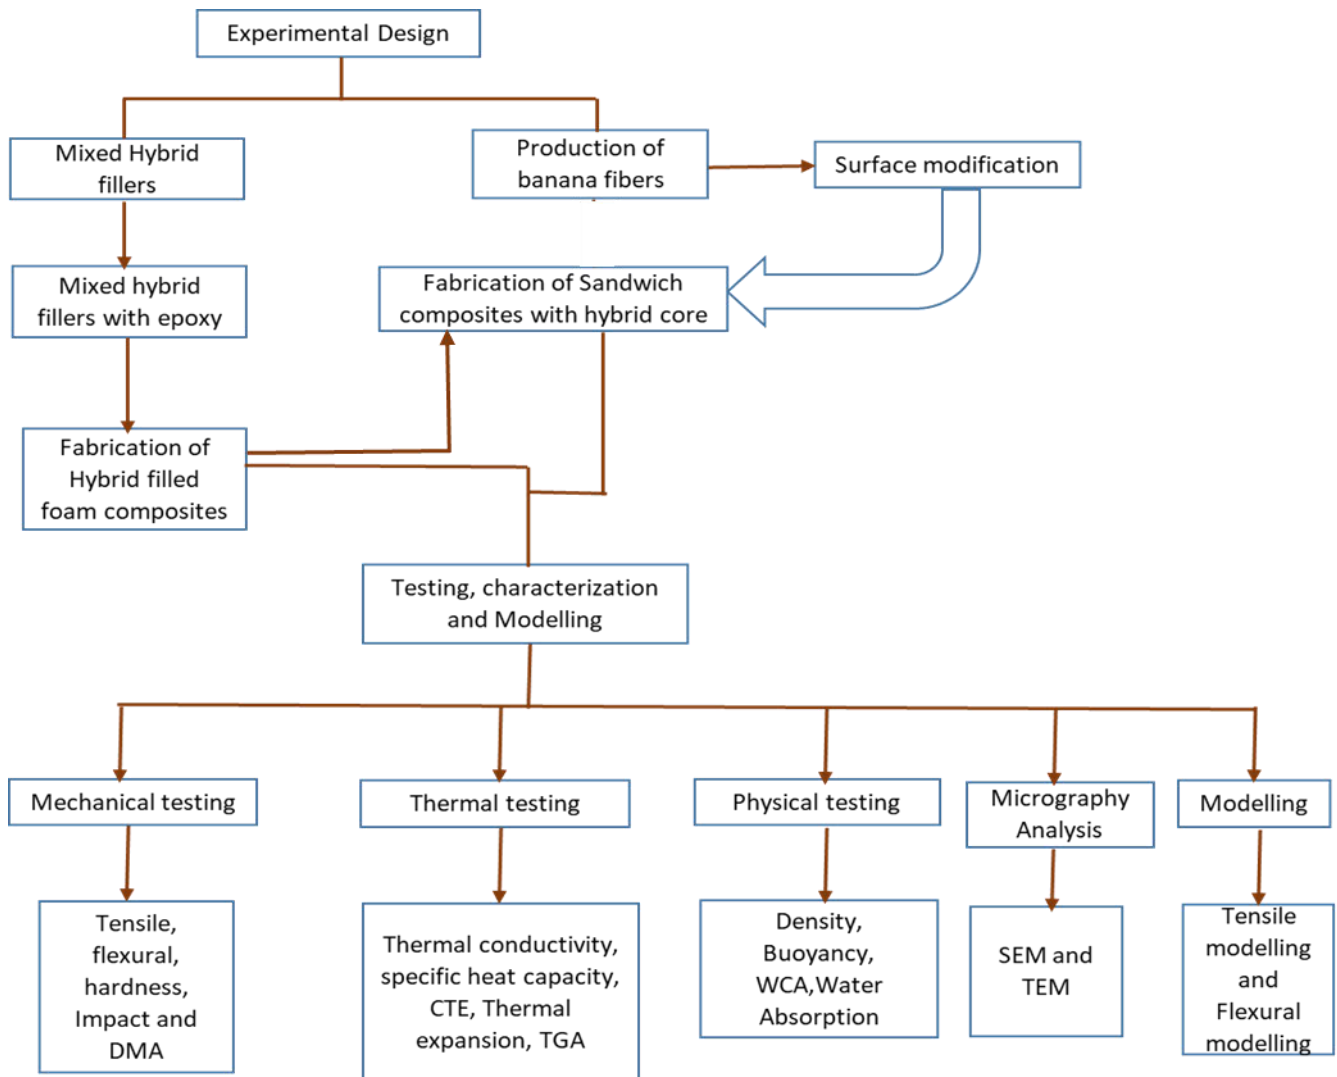 Experimental Design
Mixed Hybrid
fillers
Production of
banana fibers
Surface modification
Mixed hybrid
fillers with epoxy
Fabrication of Sandwich
composites with hybrid core
Fabrication of
Hybrid filled
foam composites
Testing, characterization
and Modelling
Mechanical testing
Thermal testing
Physical testing
Micrography
Analysis
Modelling
Tensile,
flexural,
hardness,
Impact and
DMA
Thermal conductivity,
specific heat capacity,
CTE, Thermal
expansion, TGA
Density,
Buoyancy,
WCA,Water
Absorption
SEM and
TEM
Tensile
modelling
and
Flexural
modelling